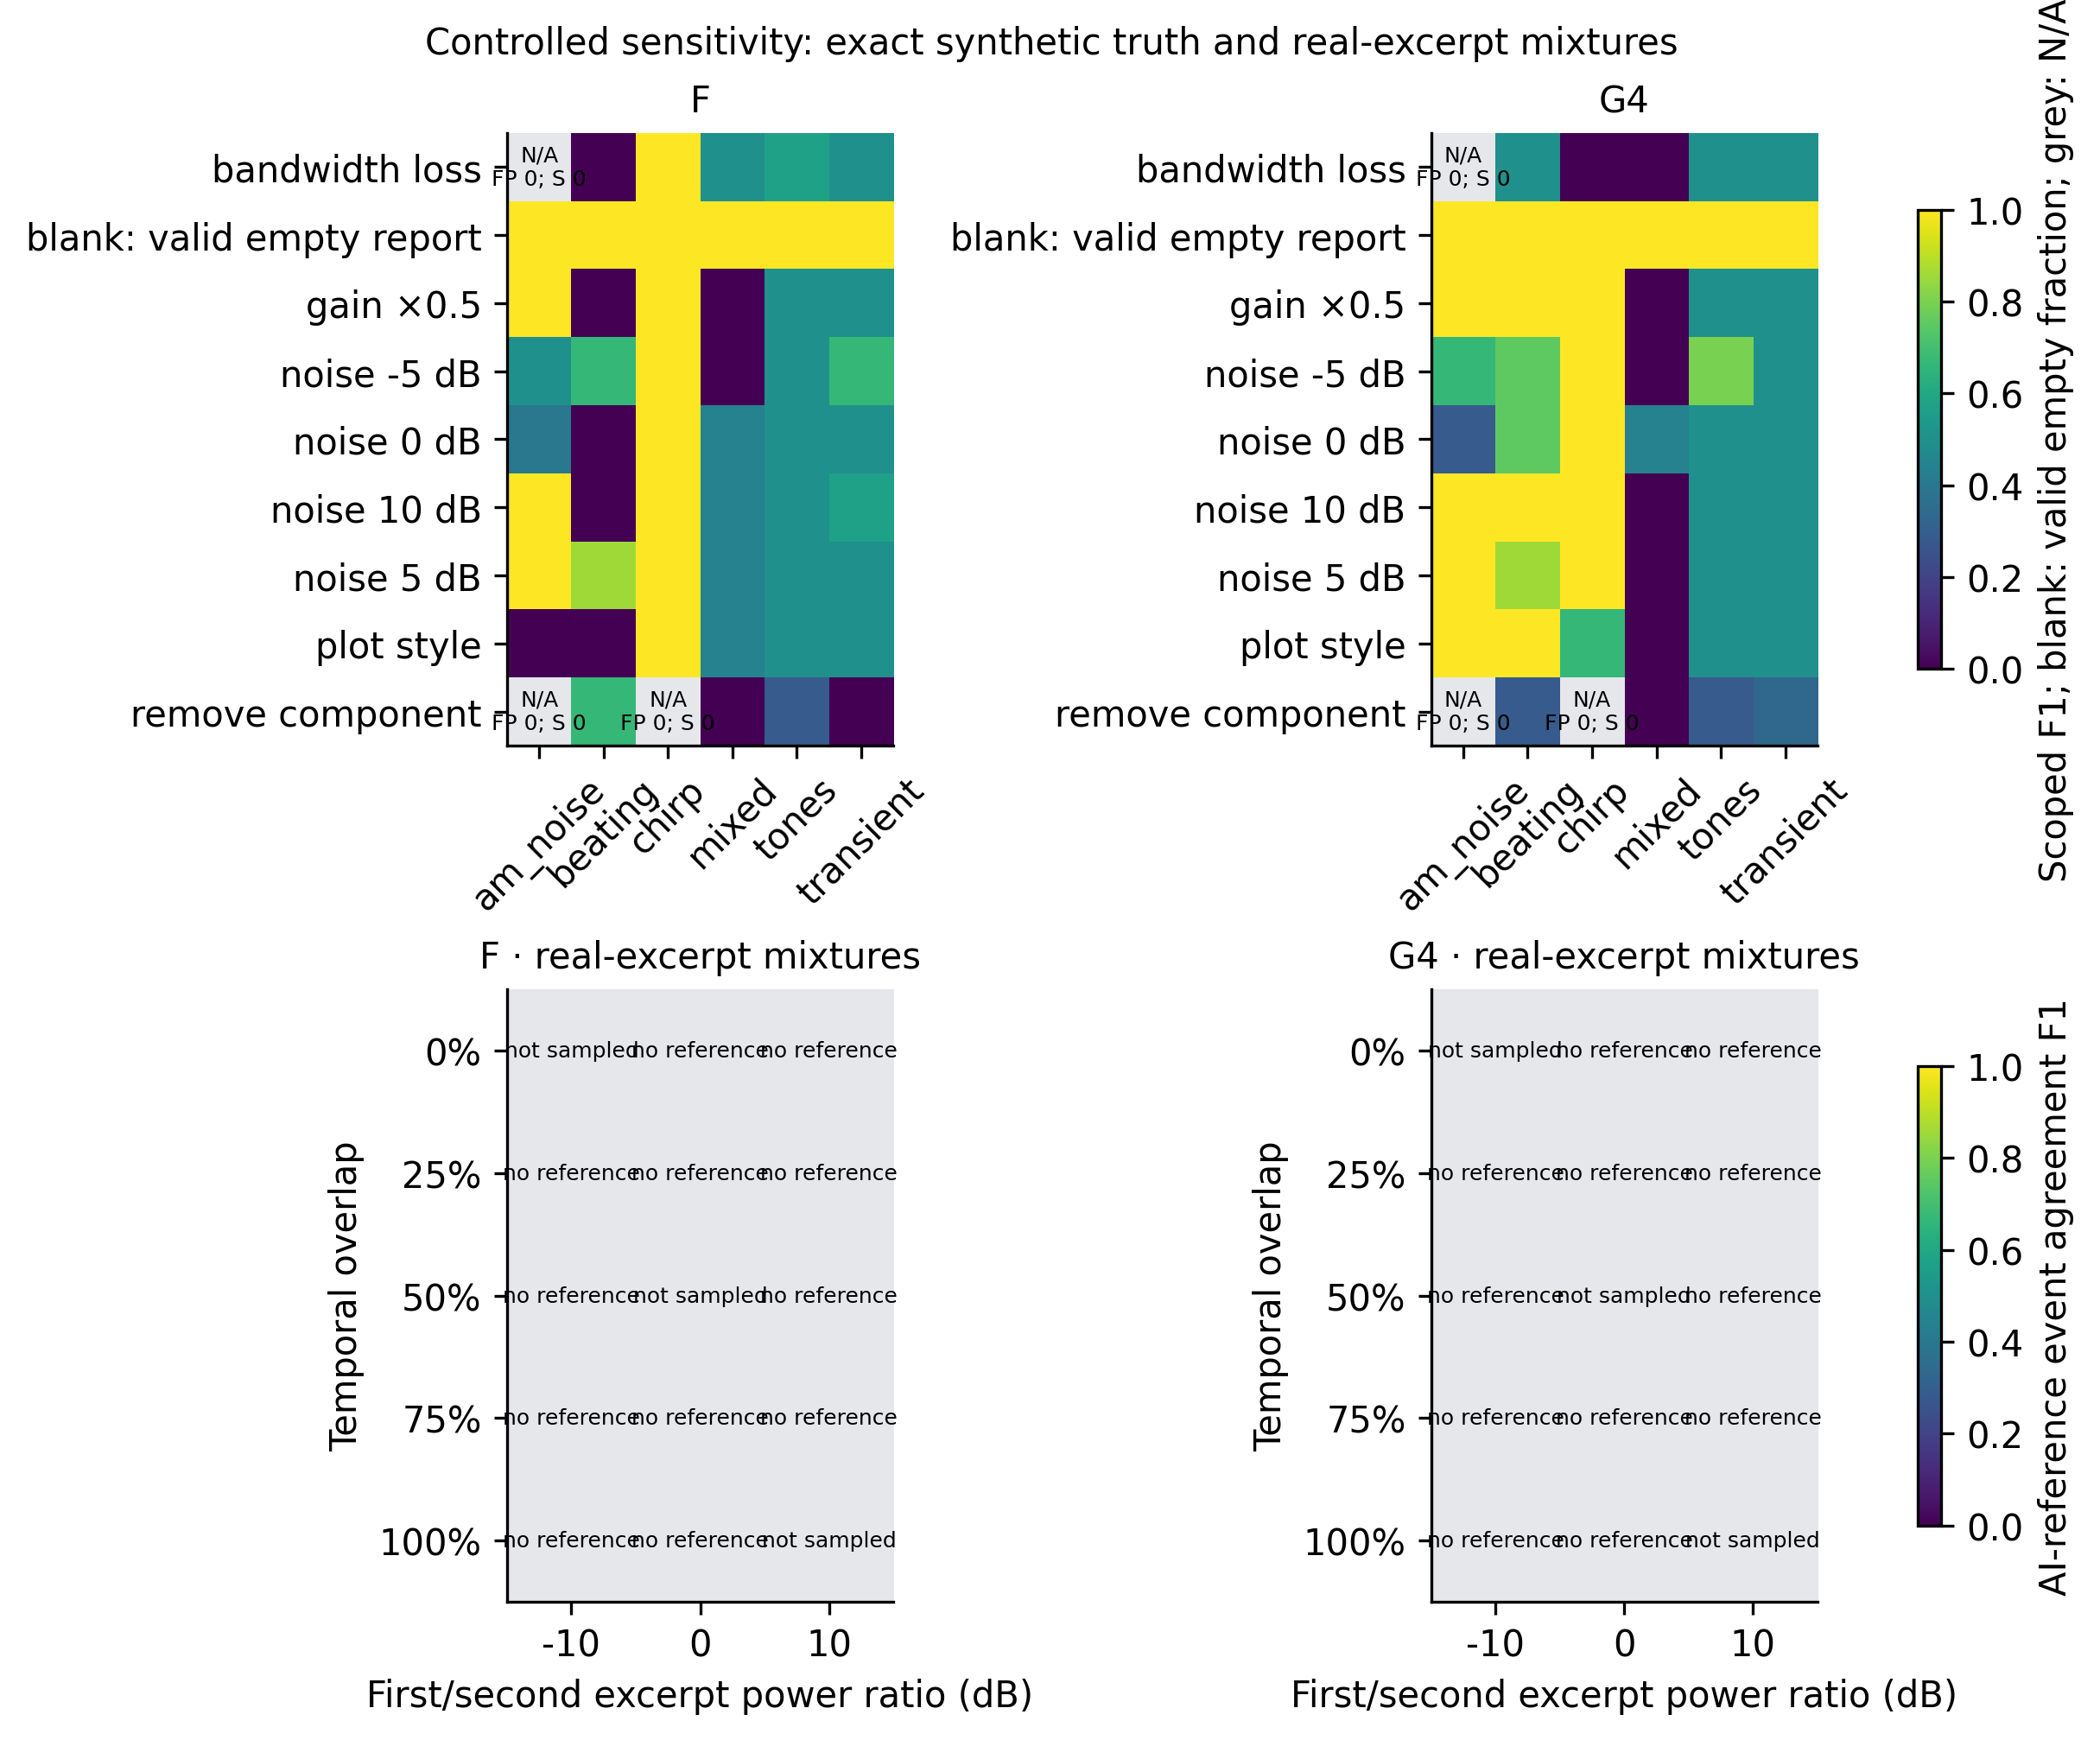 Controlled sensitivity: exact synthetic truth and real-excerpt mixtures
F
bandwidth loss
blank: valid empty report
gain ×0.5
noise -5 dB
noise 0 dB
noise 10 dB
noise 5 dB
plot style
remove component
N/A
FP 0; S 0
N/A
FP 0; S 0
N/A
FP 0; S 0
am_noise
beating
chirp
mixed
tones
transient
G4
bandwidth loss
blank: valid empty report
gain ×0.5
noise -5 dB
noise 0 dB
noise 10 dB
noise 5 dB
plot style
remove component
N/A
FP 0; S 0
N/A
FP 0; S 0
N/A
FP 0; S 0
am_noise
beating
chirp
mixed
tones
transient
1.0
0.8
0.6
0.4
0.2
0.0
Scoped F1; blank: valid empty fraction; grey: N/A
F · real-excerpt mixtures
Temporal overlap
0% not sampled no reference no reference
25% no reference no reference no reference
50% no reference not sampled no reference
75% no reference no reference no reference
100% no reference no reference not sampled
-10 0 10
First/second excerpt power ratio (dB)
G4 · real-excerpt mixtures
Temporal overlap
0% not sampled no reference no reference
25% no reference no reference no reference
50% no reference not sampled no reference
75% no reference no reference no reference
100% no reference no reference not sampled
-10 0 10
First/second excerpt power ratio (dB)
1.0
0.8
0.6
0.4
0.2
0.0
AI-reference event agreement F1